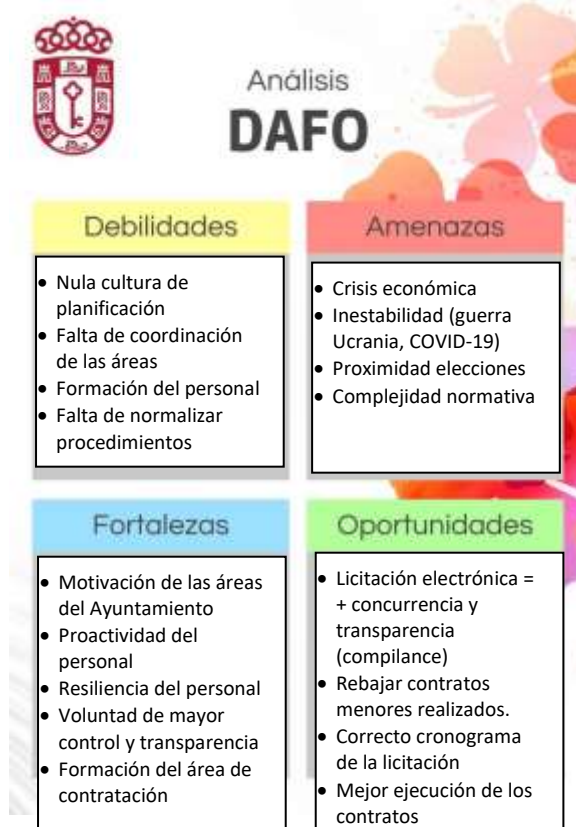 Análisis
DAFO
Debilidades
• Nula cultura de
planificación
• Falta de coordinación
de las áreas
• Formación del personal
• Falta de normalizar
procedimientos
Amenazas
• Crisis económica
• Inestabilidad (guerra
Ucrania, COVID-19)
• Proximidad elecciones
• Complejidad normativa
Fortalezas
• Motivación de las áreas
del Ayuntamiento
• Proactividad del
personal
• Resiliencia del personal
• Voluntad de mayor
control y transparencia
• Formación del área de
contratación
Oportunidades
• Licitación electrónica =
+ concurrencia y
transparencia
(compilance)
• Rebajar contratos
menores realizados.
• Correcto cronograma
de la licitación
• Mejor ejecución de los
contratos